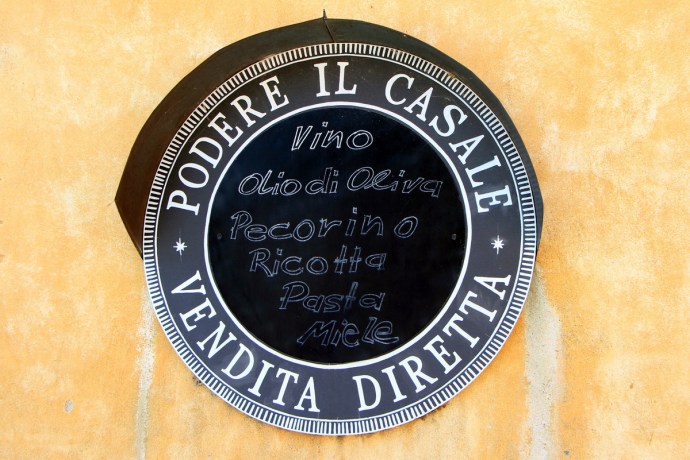 PODERE IL CASALE
Vino
Olio di Oliva
Pecorino
Ricotta
Pasta
Miele
VENDITA DIRETTA